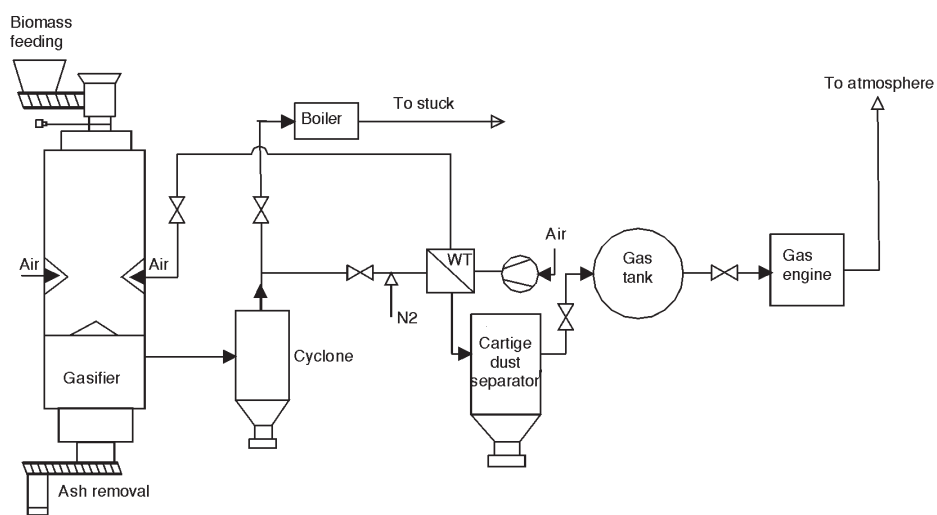 Biomass
feeding
To atmosphere
To stuck
Boiler
Air
Air
Air
WT
Gas
tank
Gas
engine
N2
Cyclone
Cartige
dust
separator
Gasifier
Ash removal